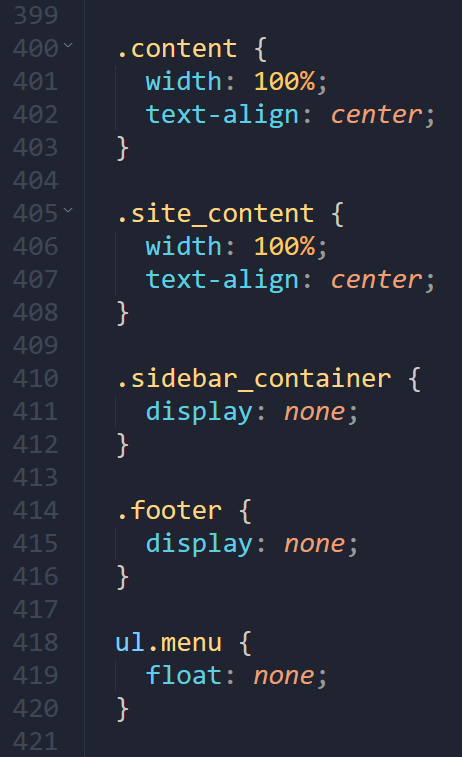 399
400 .content {
401 width: 100%;
402 text-align: center;
403 }
404
405 .site_content {
406 width: 100%;
407 text-align: center;
408 }
409
410 .sidebar_container {
411 display: none;
412 }
413
414 .footer {
415 display: none;
416 }
417
418 ul.menu {
419 float: none;
420 }
421